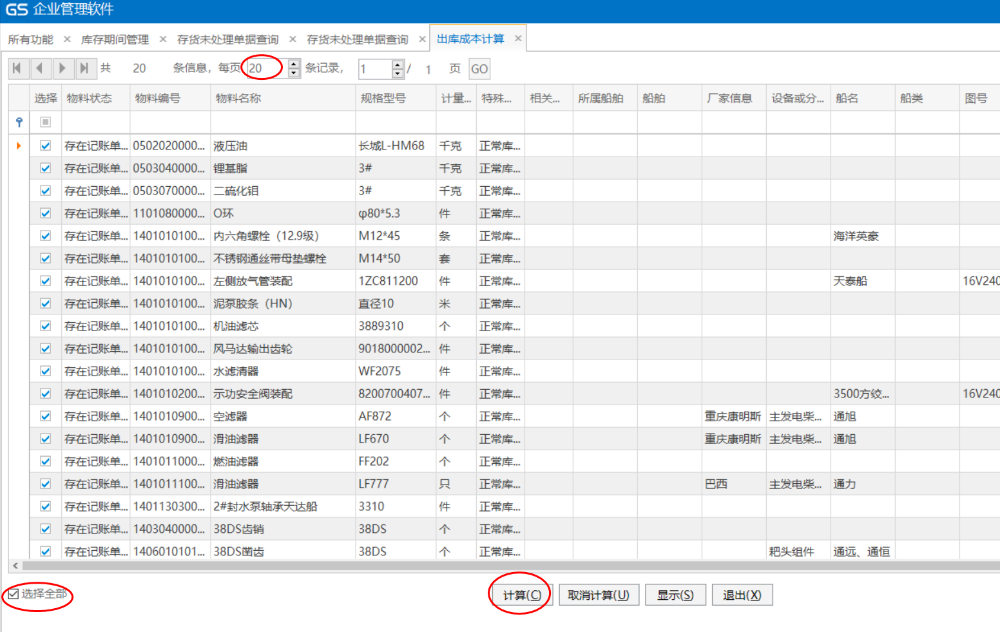 GS 企业管理软件
所有功能 × 库存期间管理 × 存货未处理单据查询 × 存货未处理单据查询 × 出库成本计算 ×
共 20 条信息，每页 20 条记录， 1 / 1 页 GO
选择 物料状态 物料编号 物料名称 规格型号 计量... 特殊... 相关... 所属船舶 船舶 厂家信息 设备或分... 船名 船类 图号
存在记账单... 0502020000... 液压油 长城L-HM68 千克 正常库...
存在记账单... 0503040000... 锂基脂 3# 千克 正常库...
存在记账单... 0503070000... 二硫化钼 3# 千克 正常库...
存在记账单... 1101080000... O环 φ80*5.3 件 正常库...
存在记账单... 1401010100... 内六角螺栓（12.9级） M12*45 条 正常库... 海洋英豪
存在记账单... 1401010100... 不锈钢通丝带母垫螺栓 M14*50 套 正常库...
存在记账单... 1401010100... 左侧放气管装配 1ZC811200 件 正常库... 天泰船 16V240
存在记账单... 1401010100... 泥泵胶条（HN） 直径10 米 正常库...
存在记账单... 1401010100... 机油滤芯 3889310 个 正常库...
存在记账单... 1401010100... 风马达输出齿轮 9018000002... 件 正常库...
存在记账单... 1401010100... 水滤清器 WF2075 件 正常库...
存在记账单... 1401010200... 示功安全阀装配 8200700407... 件 正常库... 3500方绞... 16V240
存在记账单... 1401010900... 空滤器 AF872 个 正常库... 重庆康明斯 主发电柴... 通旭
存在记账单... 1401010900... 滑油滤器 LF670 个 正常库... 重庆康明斯 主发电柴... 通旭
存在记账单... 1401011000... 燃油滤器 FF202 个 正常库...
存在记账单... 1401011100... 滑油滤器 LF777 只 正常库... 巴西 主发电柴... 通力
存在记账单... 1401130300... 2#封水泵轴承天达船 3310 件 正常库...
存在记账单... 1403040000... 38DS齿销 38DS 个 正常库...
存在记账单... 1406010101... 38DS凿齿 38DS 个 正常库... 耙头组件 通远、通恒
选择全部 计算(C) 取消计算(U) 显示(S) 退出(X)